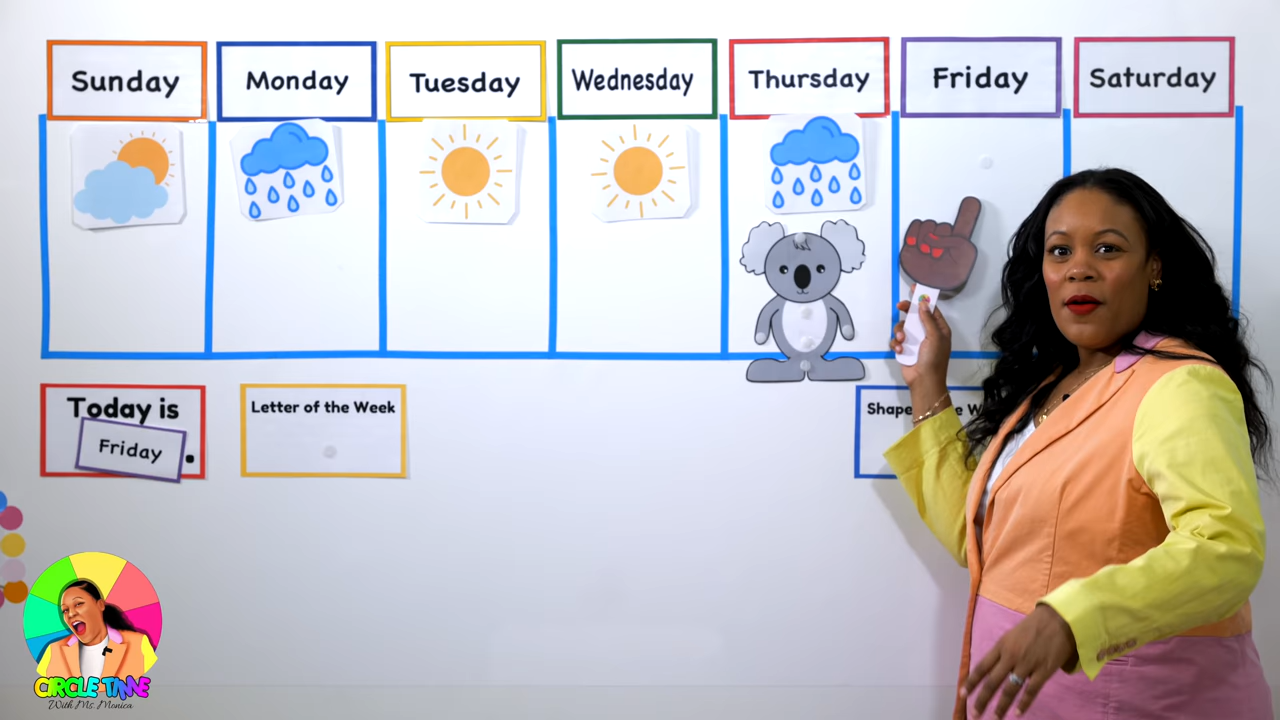 Sunday
Monday
Tuesday
Wednesday
Thursday
Friday
Saturday
Today is
Friday
.
Letter of the Week
Shape
CIRCLE TIME
With Ms. Monica